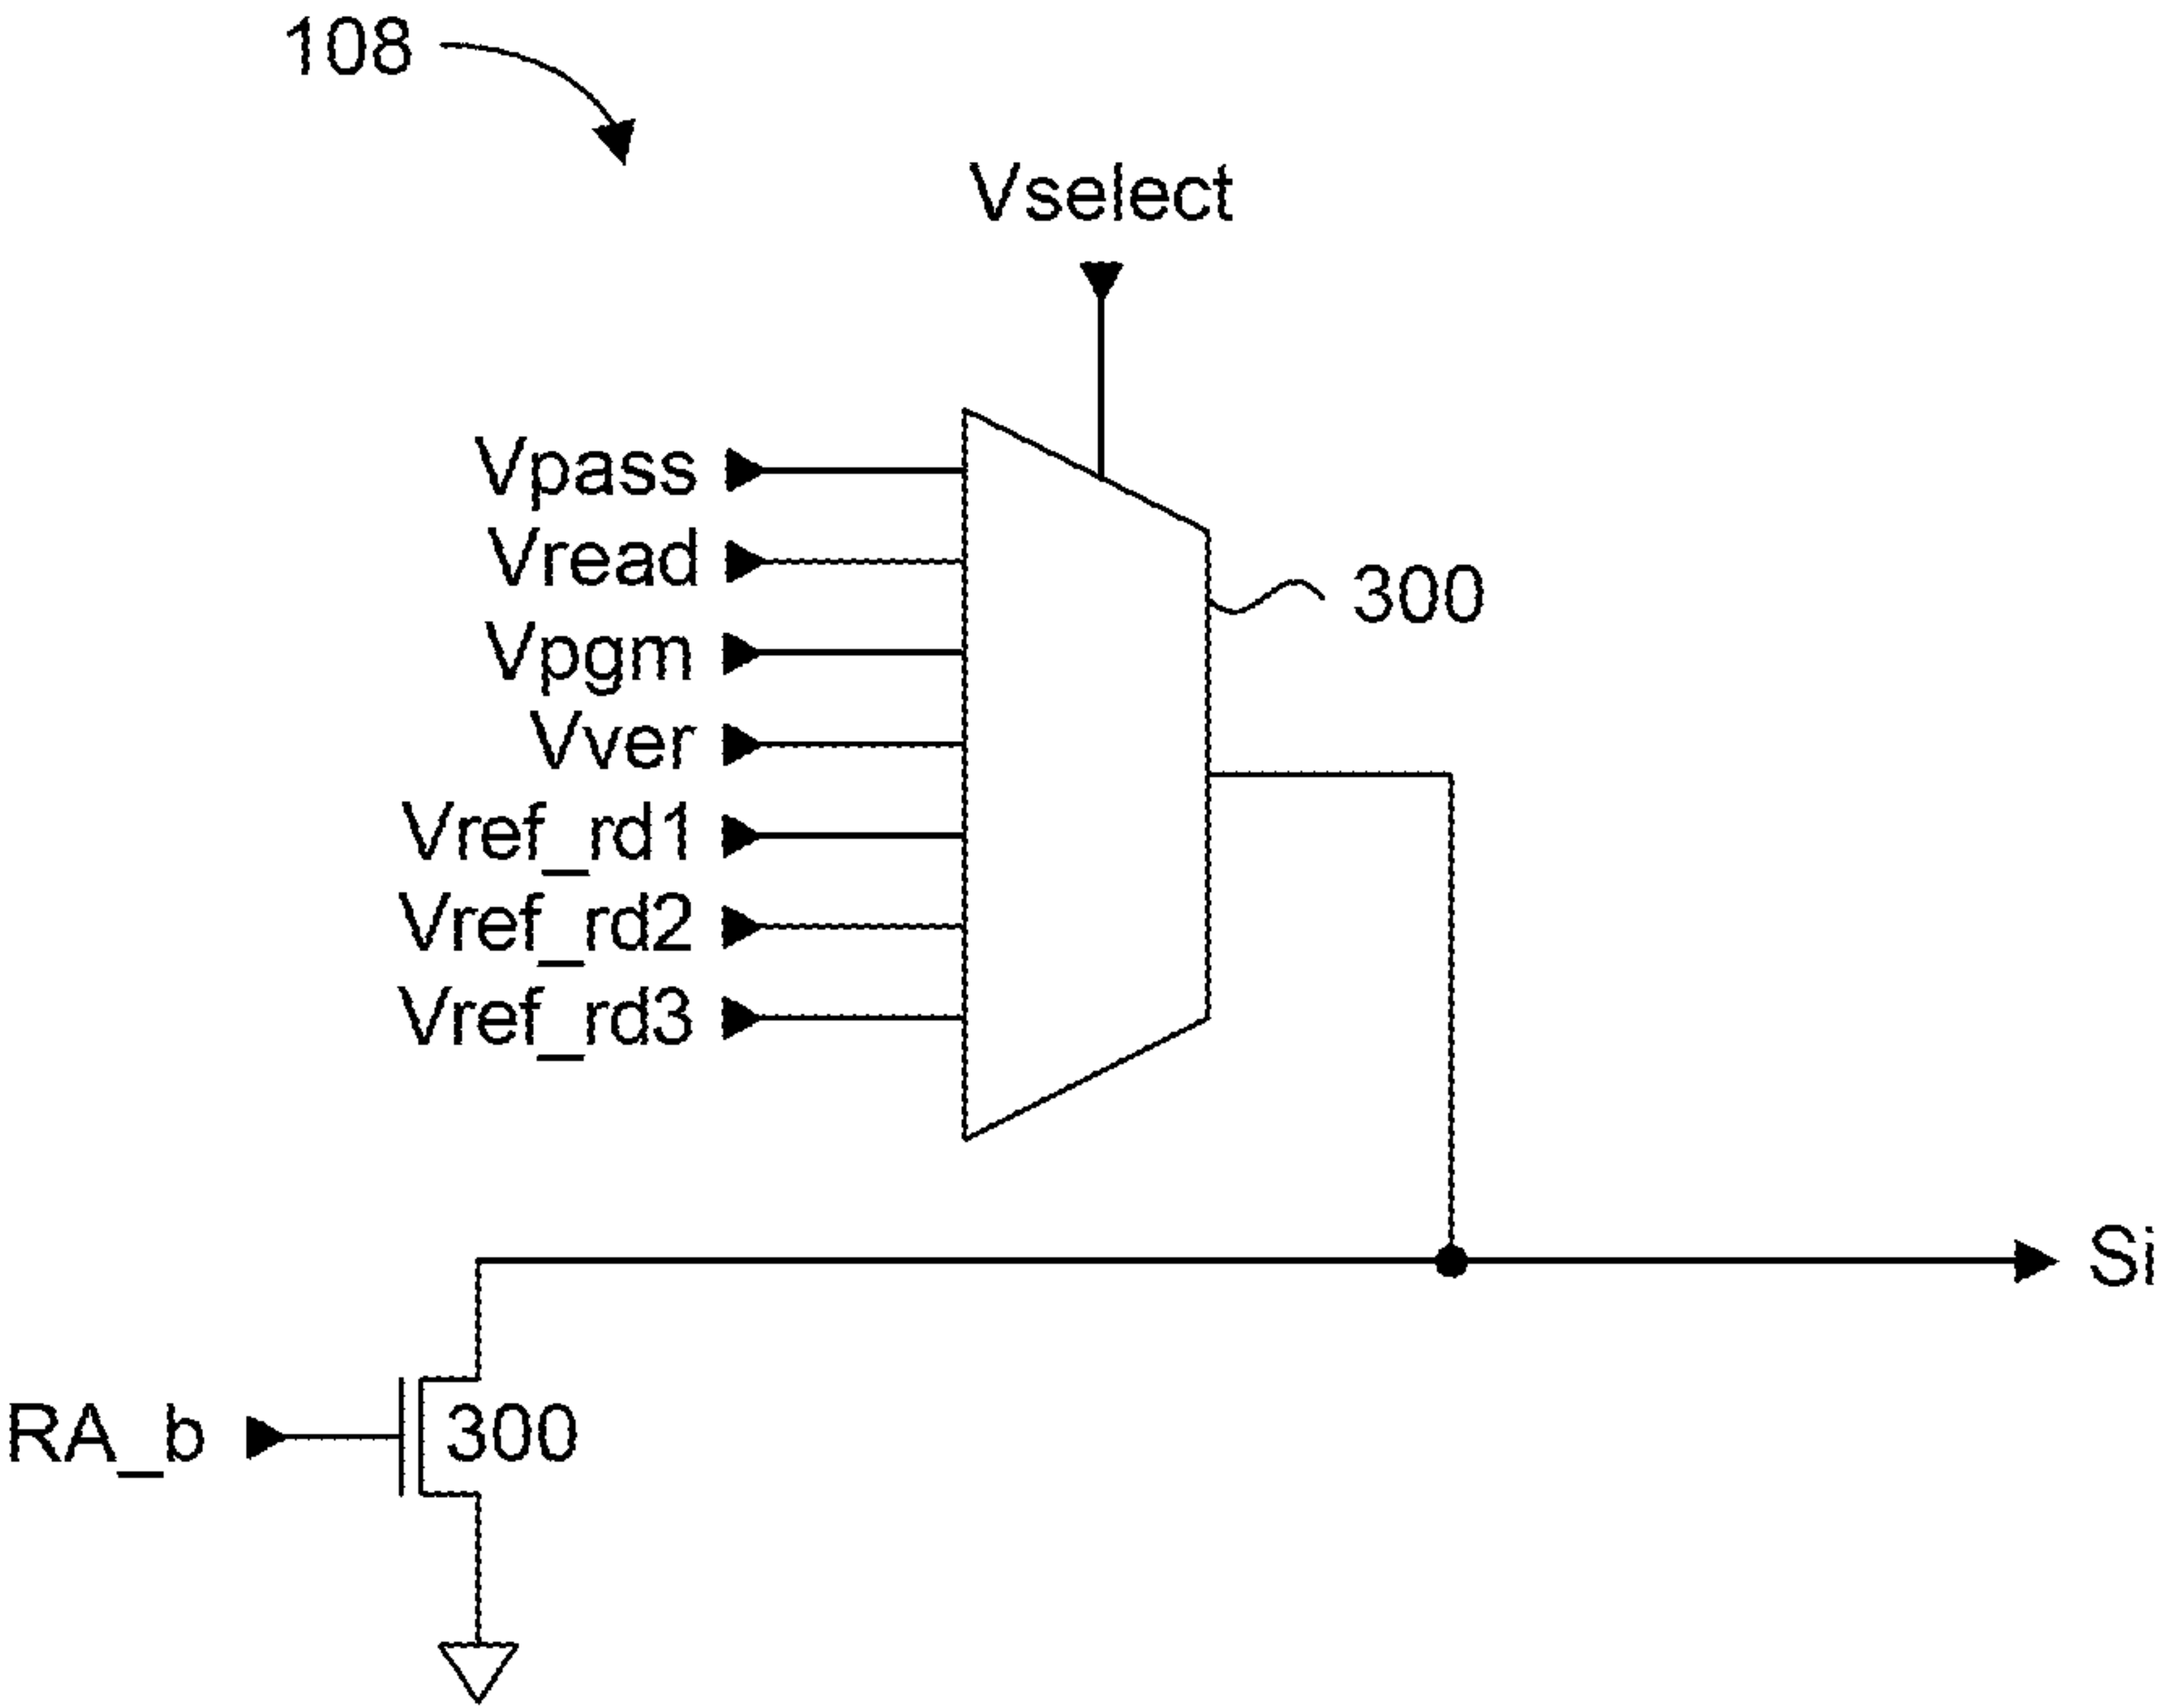 108
Vselect
Vpass
Vread
300
Vpgm
Vver
Vref_rd1
Vref_rd2
Vref_rd3
Si
RA_b
300